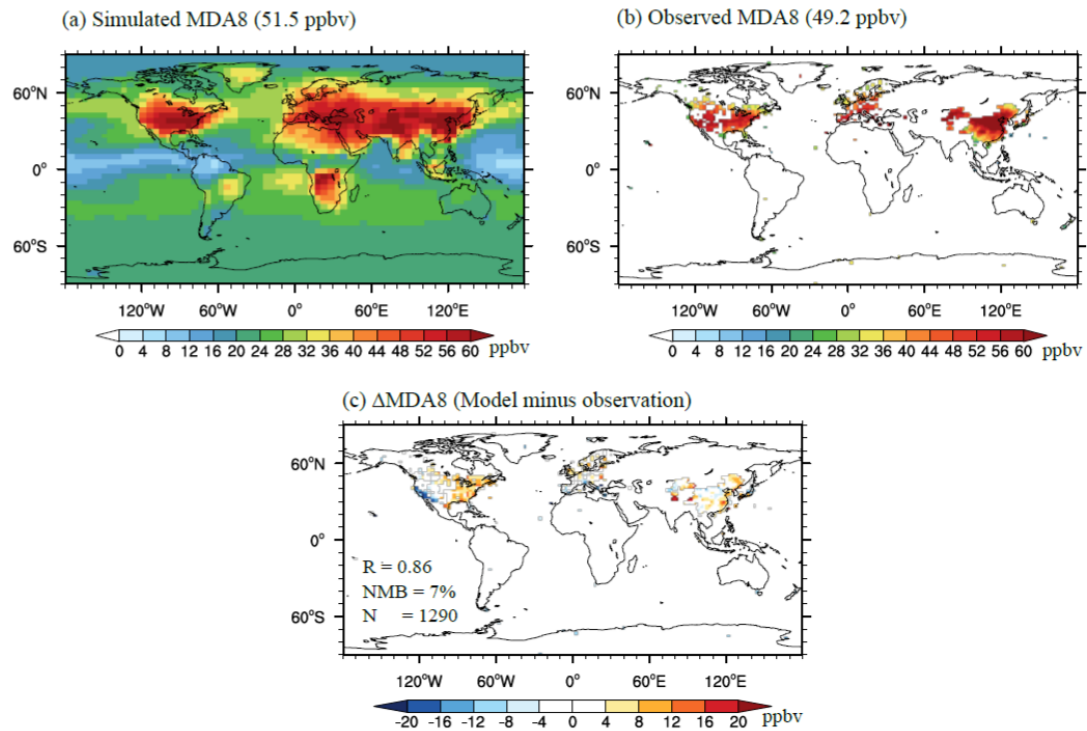 (a) Simulated MDA8 (51.5 ppbv)
60°N
0°
60°S
120°W 60°W 0° 60°E 120°E
0 4 8 12 16 20 24 28 32 36 40 44 48 52 56 60 ppbv
(b) Observed MDA8 (49.2 ppbv)
60°N
0°
60°S
120°W 60°W 0° 60°E 120°E
0 4 8 12 16 20 24 28 32 36 40 44 48 52 56 60 ppbv
(c) ΔMDA8 (Model minus observation)
60°N
0°
60°S
R = 0.86
NMB = 7%
N = 1290
120°W 60°W 0° 60°E 120°E
-20 -16 -12 -8 -4 0 4 8 12 16 20 ppbv